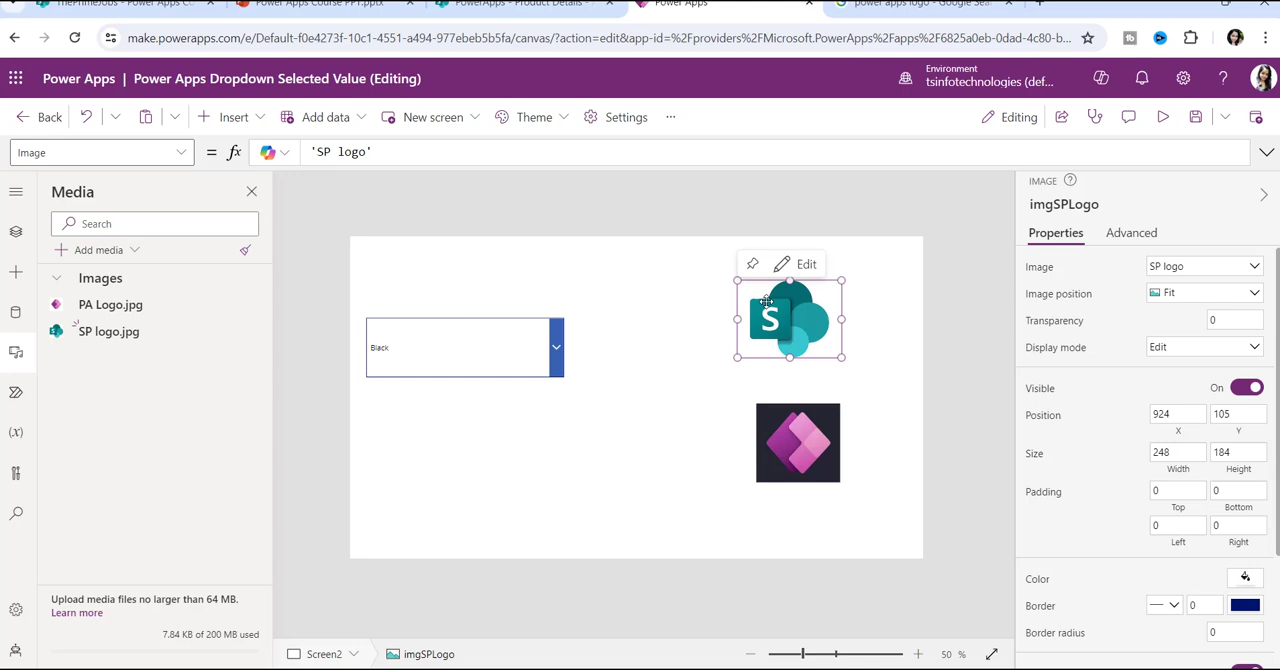 ThePrimeJobs - PowerApps Co
Power Apps Course PPT.pptx
PowerApps - Product Details -
Power Apps
power apps logo - Google Sea
make.powerapps.com/e/Default-f0e4273f-10c1-4551-a494-977ebeb5b5fa/canvas/?action=edit&app-id=%2Fproviders%2FMicrosoft.PowerApps%2Fapps%2F6825a0eb-0dad-4c80-b...
Power Apps | Power Apps Dropdown Selected Value (Editing)
Environment
tsinfotechnologies (def...
Back
Insert
Add data
New screen
Theme
Settings
...
Editing
Image
= fx
'SP logo'
Media
Search
Add media
Images
PA Logo.jpg
SP logo.jpg
Upload media files no larger than 64 MB.
Learn more
7.84 KB of 200 MB used
Black
Edit
S
Screen2
imgSPLogo
50 %
IMAGE
imgSPLogo
Properties Advanced
Image SP logo
Image position Fit
Transparency 0
Display mode Edit
Visible On
Position 924 105
X Y
Size 248 184
Width Height
Padding 0 0
Top Bottom
0 0
Left Right
Color
Border 0
Border radius 0